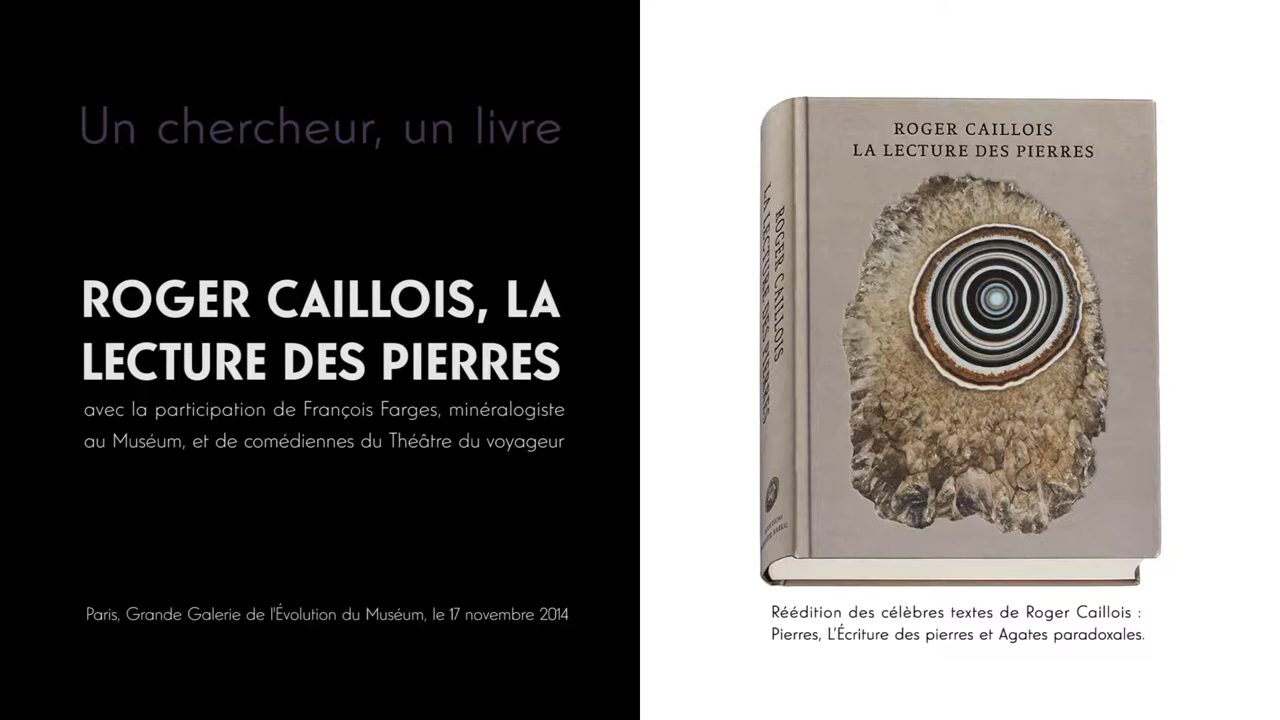 Un chercheur, un livre
ROGER CAILLOIS, LA
LECTURE DES PIERRES
avec la participation de François Farges, minéralogiste
au Muséum, et de comédiennes du Théâtre du voyageur
Paris, Grande Galerie de l'Évolution du Muséum, le 17 novembre 2014
ROGER CAILLOIS
LA LECTURE DES PIERRES
ROGER CAILLOIS
LA LECTURE DES PIERRES
Réédition des célèbres textes de Roger Caillois :
Pierres, L'Écriture des pierres et Agates paradoxales.